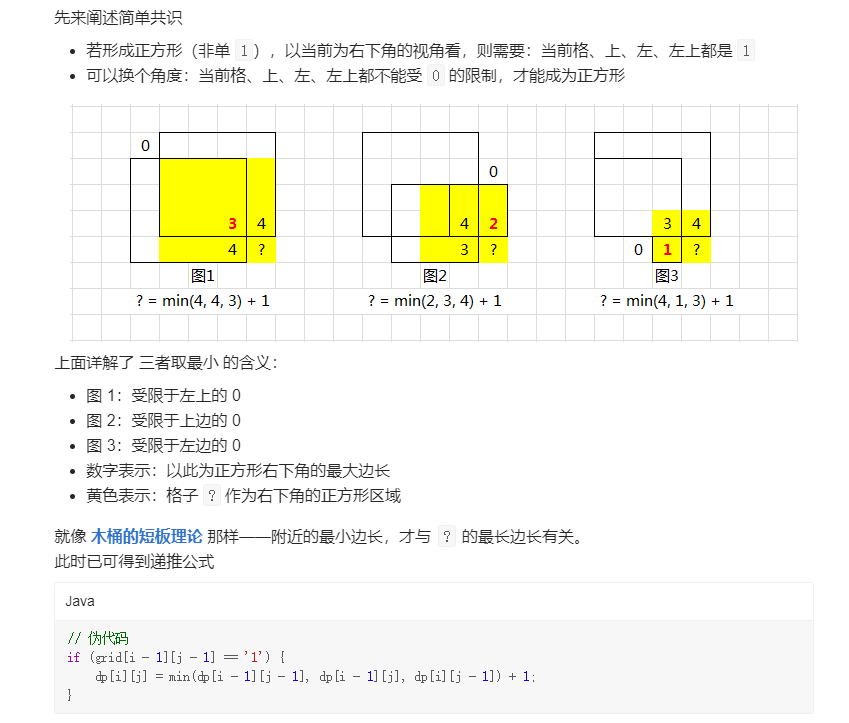 先来阐述简单共识
• 若形成正方形（非单 1），以当前为右下角的视角看，则需要：当前格、上、左、左上都是 1
• 可以换个角度：当前格、上、左、左上都不能受 0 的限制，才能成为正方形
0
0
3 4 4 2 3 4
4 ? 3 ? 0 1 ?
图1 图2 图3
? = min(4, 4, 3) + 1 ? = min(2, 3, 4) + 1 ? = min(4, 1, 3) + 1
上面详解了 三者取最小 的含义：
• 图 1：受限于左上的 0
• 图 2：受限于上边的 0
• 图 3：受限于左边的 0
• 数字表示：以此为正方形右下角的最大边长
• 黄色表示：格子 ? 作为右下角的正方形区域
就像 木桶的短板理论 那样——附近的最小边长，才与 ? 的最长边长有关。
此时已可得到递推公式
Java
// 伪代码
if (grid[i - 1][j - 1] == '1') {
    dp[i][j] = min(dp[i - 1][j - 1], dp[i - 1][j], dp[i][j - 1]) + 1;
}